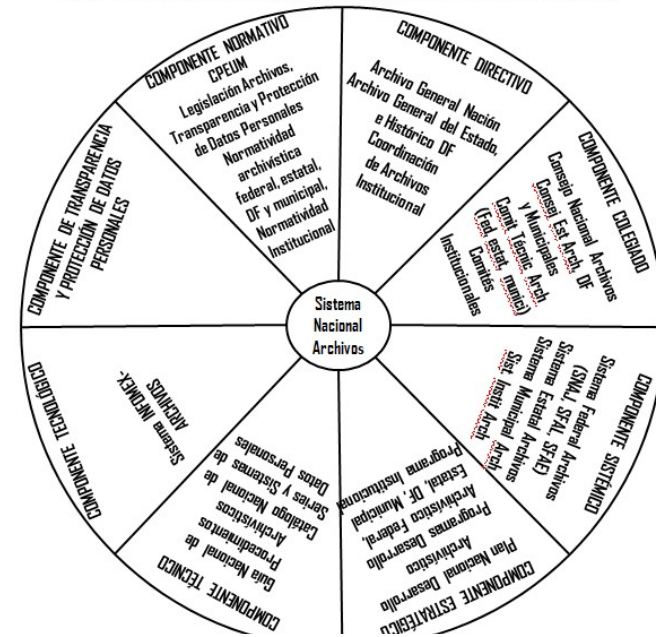 COMPONENTE NORMATIVO
CPEUM
Legislación Archivos,
Transparencia y Protección
de Datos Personales
Normatividad
archivística
federal, estatal,
DF y municipal,
Normatividad
Institucional
COMPONENTE DIRECTIVO
Archivo General Nación
Archivo General del Estado,
e Histórico DF
Coordinación
de Archivos
Institucional
COMPONENTE COLEGIADO
Consejo Nacional Archivos
Consej Est Arch, DF
y Municipales
Comit Técnic Arch
(Fed, estat, munici)
Comités
Institucionales
COMPONENTE SISTÉMICO
Sistema Federal Archivos
(SNAJ, SFAL, SFAE)
Sistema Estatal Archivos
Sistema Municipal Arch
Sist Instit Arch
COMPONENTE ESTRATÉGICO
Plan Nacional Desarrollo
Archivístico
Programas Desarrollo
Archivístico Federal,
Estatal, DF, Municipal
Programa Institucional
COMPONENTE TÉCNICO
Guía Nacional de
Procedimientos
Archivísticos
Catálogo Nacional de
Series y Sistemas de
Datos Personales
COMPONENTE TECNOLÓGICO
Sistema INFOMEX-
ARCHIVOS
COMPONENTE DE TRANSPARENCIA
Y PROTECCIÓN DE DATOS
PERSONALES
Sistema
Nacional
Archivos